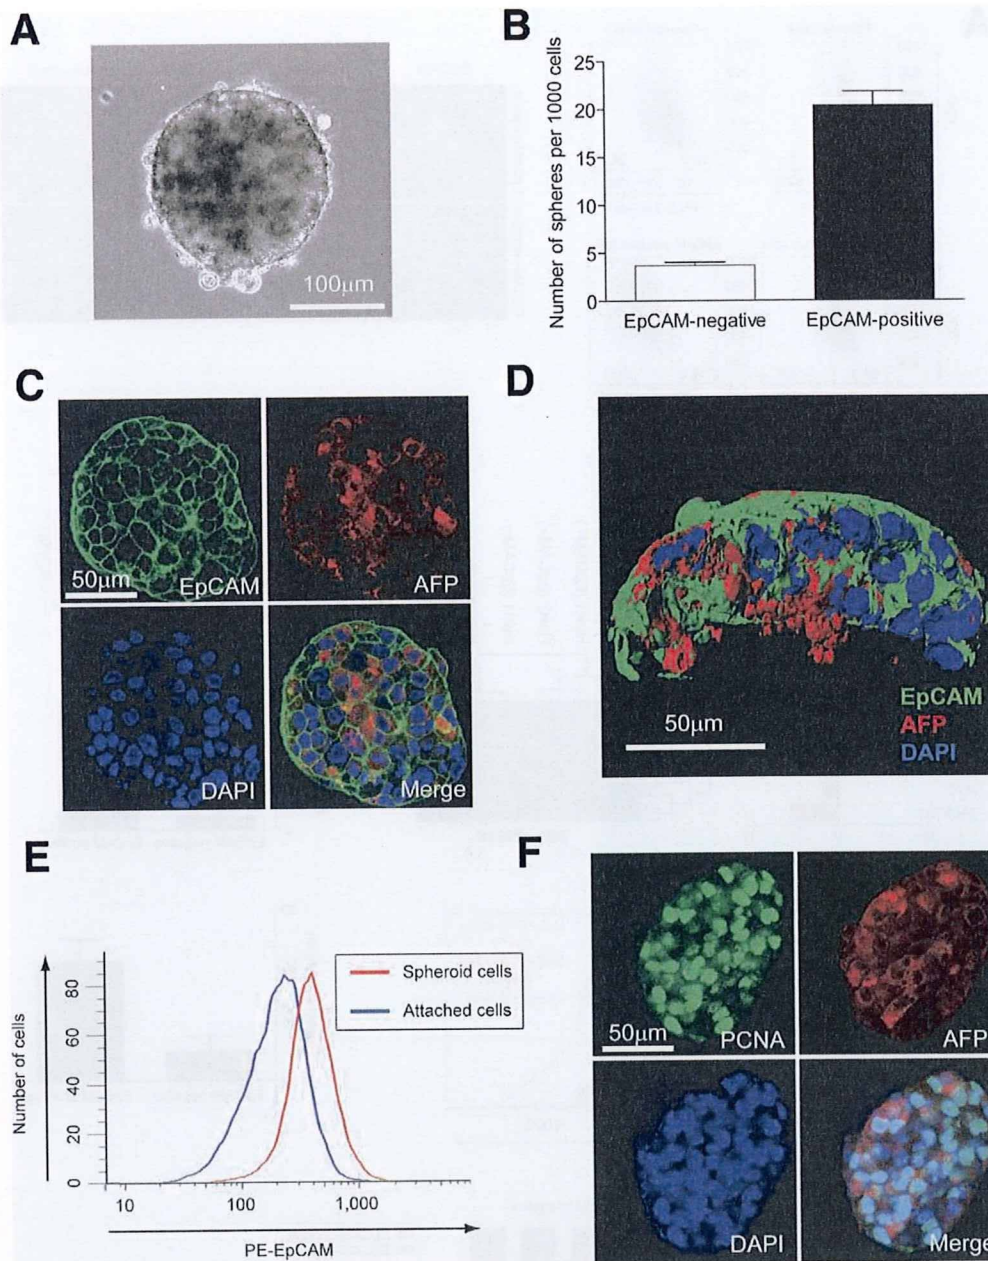 A
100μm
B
Number of spheres per 1000 cells
25
20
15
10
5
0
EpCAM-negative
EpCAM-positive
C
50μm
EpCAM
AFP
DAPI
Merge
D
50μm
EpCAM
AFP
DAPI
E
Number of cells
80
60
40
20
0
10
100
1,000
PE-EpCAM
Spheroid cells
Attached cells
F
50μm
PCNA
AFP
DAPI
Merge